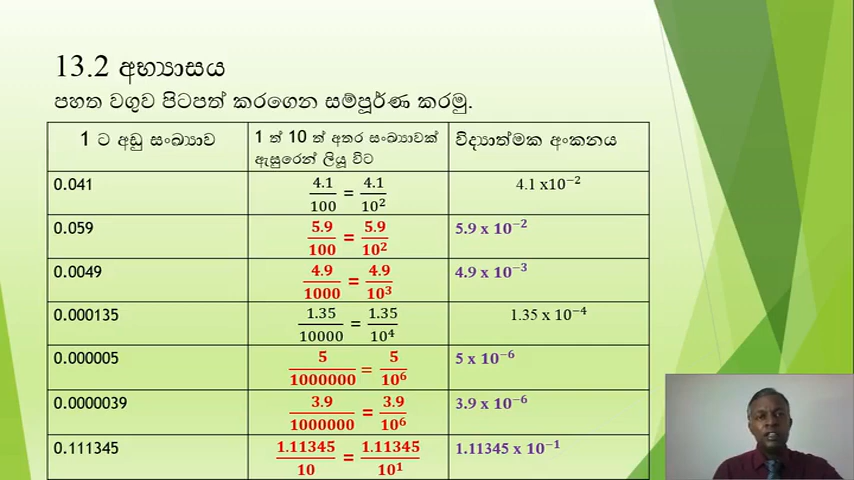 13.2 අභ්‍යාසය
පහත වගුව පිටපත් කරගෙන සම්පූර්ණ කරමු.
1 ට අඩු සංඛ්‍යාව | 1 ත් 10 ත් අතර සංඛ්‍යාවක් ඇසුරෙන් ලියූ විට | විද්‍යාත්මක අංකනය
0.041 | 4.1/100 = 4.1/10² | 4.1 x10⁻²
0.059 | 5.9/100 = 5.9/10² | 5.9 x 10⁻²
0.0049 | 4.9/1000 = 4.9/10³ | 4.9 x 10⁻³
0.000135 | 1.35/10000 = 1.35/10⁴ | 1.35 x 10⁻⁴
0.000005 | 5/1000000 = 5/10⁶ | 5 x 10⁻⁶
0.0000039 | 3.9/1000000 = 3.9/10⁶ | 3.9 x 10⁻⁶
0.111345 | 1.11345/10 = 1.11345/10¹ | 1.11345 x 10⁻¹